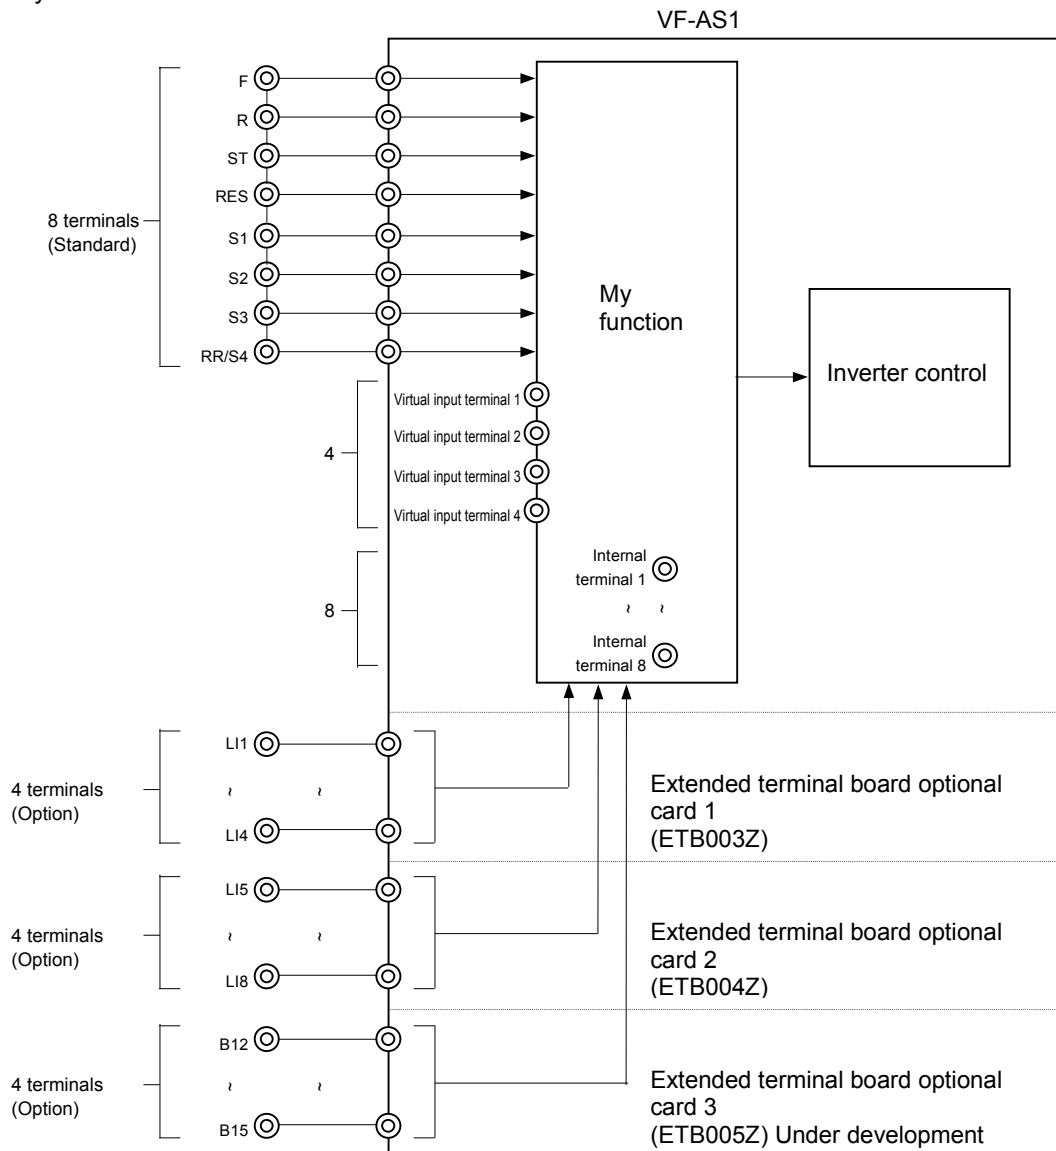 VF-AS1
F
R
ST
RES
8 terminals
(Standard)
S1
S2
S3
RR/S4
My
function
Inverter control
Virtual input terminal 1
Virtual input terminal 2
4
Virtual input terminal 3
Virtual input terminal 4
Internal
terminal 1
~ ~
8
Internal
terminal 8
LI1
4 terminals
(Option)
~ ~
LI4
Extended terminal board optional
card 1
(ETB003Z)
LI5
4 terminals
(Option)
~ ~
LI8
Extended terminal board optional
card 2
(ETB004Z)
B12
4 terminals
(Option)
~ ~
B15
Extended terminal board optional
card 3
(ETB005Z) Under development